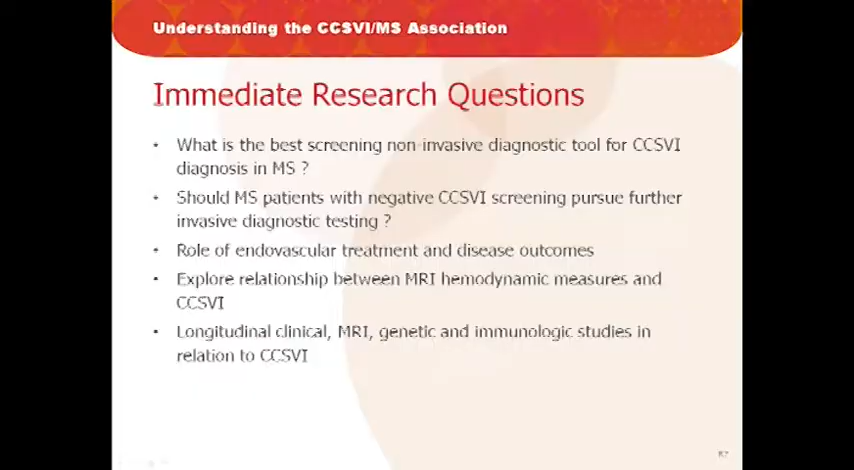 Understanding the CCSVI/MS Association
Immediate Research Questions
• What is the best screening non-invasive diagnostic tool for CCSVI
diagnosis in MS ?
• Should MS patients with negative CCSVI screening pursue further
invasive diagnostic testing ?
• Role of endovascular treatment and disease outcomes
• Explore relationship between MRI hemodynamic measures and
CCSVI
• Longitudinal clinical, MRI, genetic and immunologic studies in
relation to CCSVI